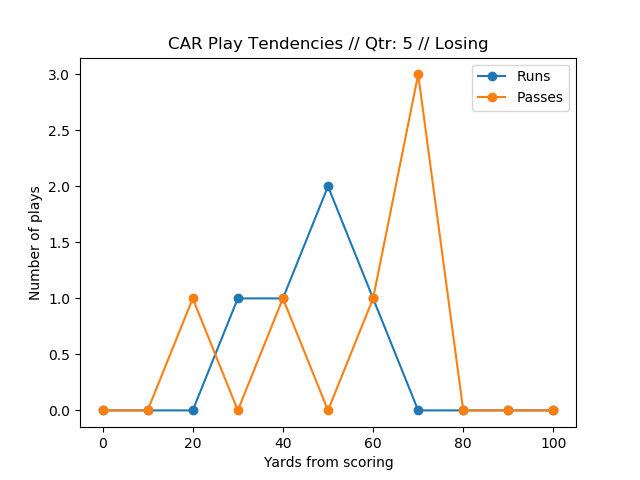 CAR Play Tendencies // Qtr: 5 // Losing
Runs
Passes
Number of plays
3.0
2.5
2.0
1.5
1.0
0.5
0.0
0 20 40 60 80 100
Yards from scoring